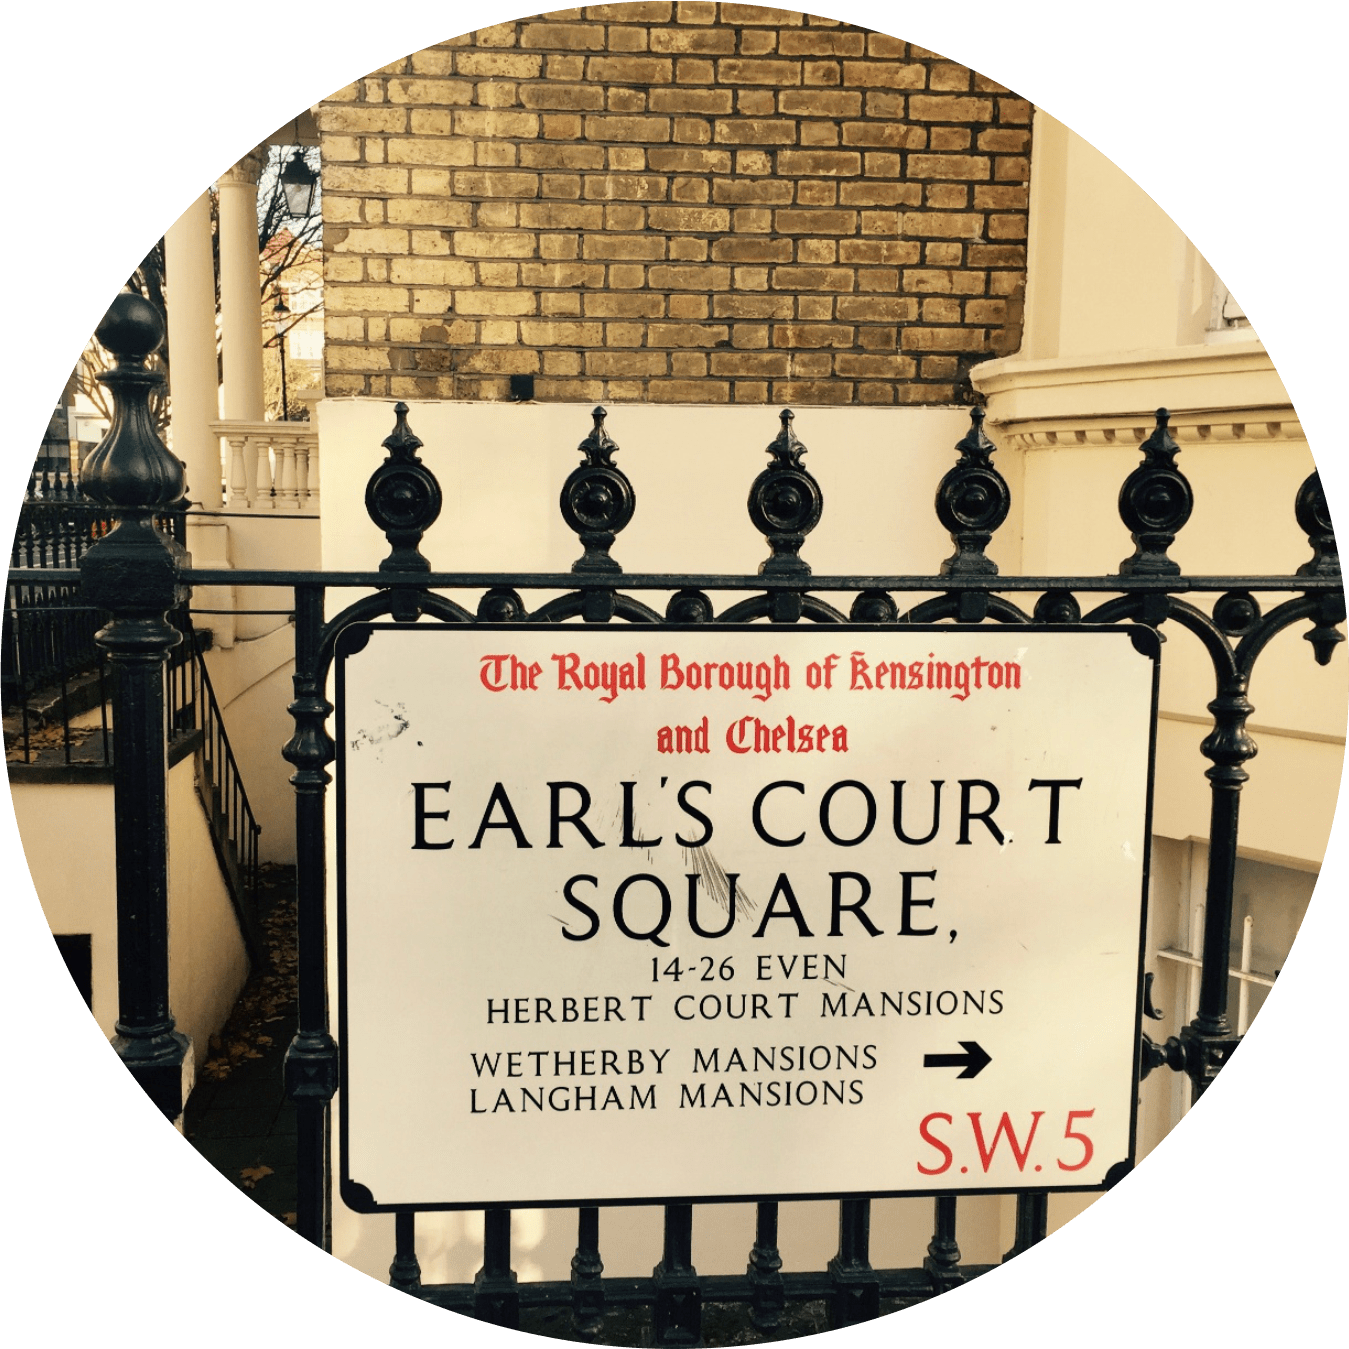 The Royal Borough of Kensington
and Chelsea
EARL'S COURT
SQUARE,
14-26 EVEN
HERBERT COURT MANSIONS
WETHERBY MANSIONS
LANGHAM MANSIONS
S.W.5